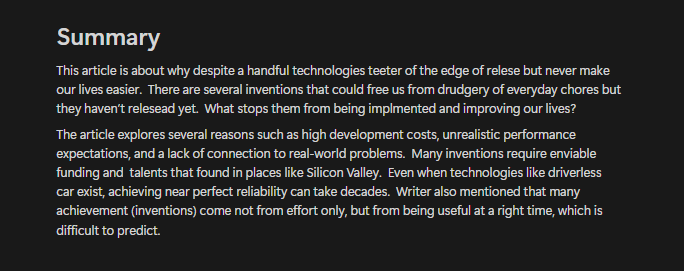 Summary
This article is about why despite a handful technologies teeter of the edge of relese but never make
our lives easier. There are several inventions that could free us from drudgery of everyday chores but
they haven't relesead yet. What stops them from being implmented and improving our lives?
The article explores several reasons such as high development costs, unrealistic performance
expectations, and a lack of connection to real-world problems. Many inventions require enviable
funding and talents that found in places like Silicon Valley. Even when technologies like driverless
car exist, achieving near perfect reliability can take decades. Writer also mentioned that many
achievement (inventions) come not from effort only, but from being useful at a right time, which is
difficult to predict.